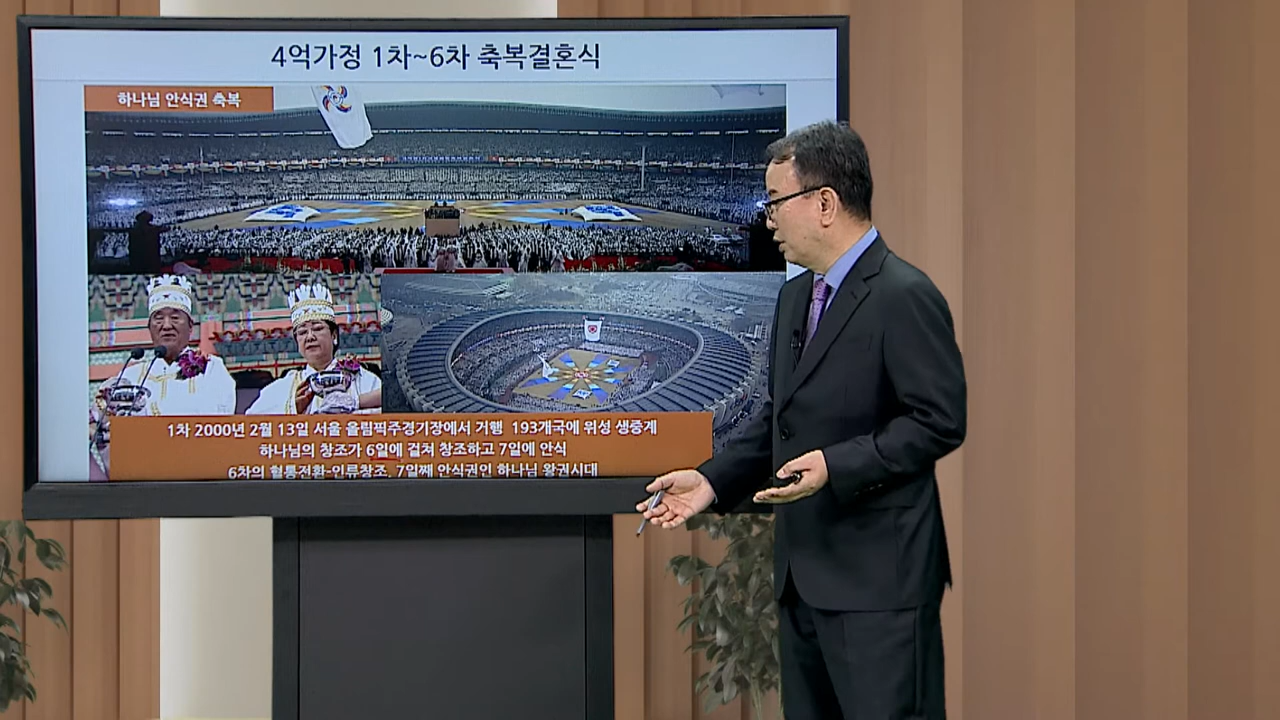 4억가정 1차~6차 축복결혼식
하나님 안식권 축복
1차 2000년 2월 13일 서울 올림픽주경기장에서 거행 193개국에 위성 생중계
하나님의 창조가 6일에 걸쳐 창조하고 7일에 안식
6차의 혈통전환-인류창조, 7일째 안식권인 하나님 왕권시대